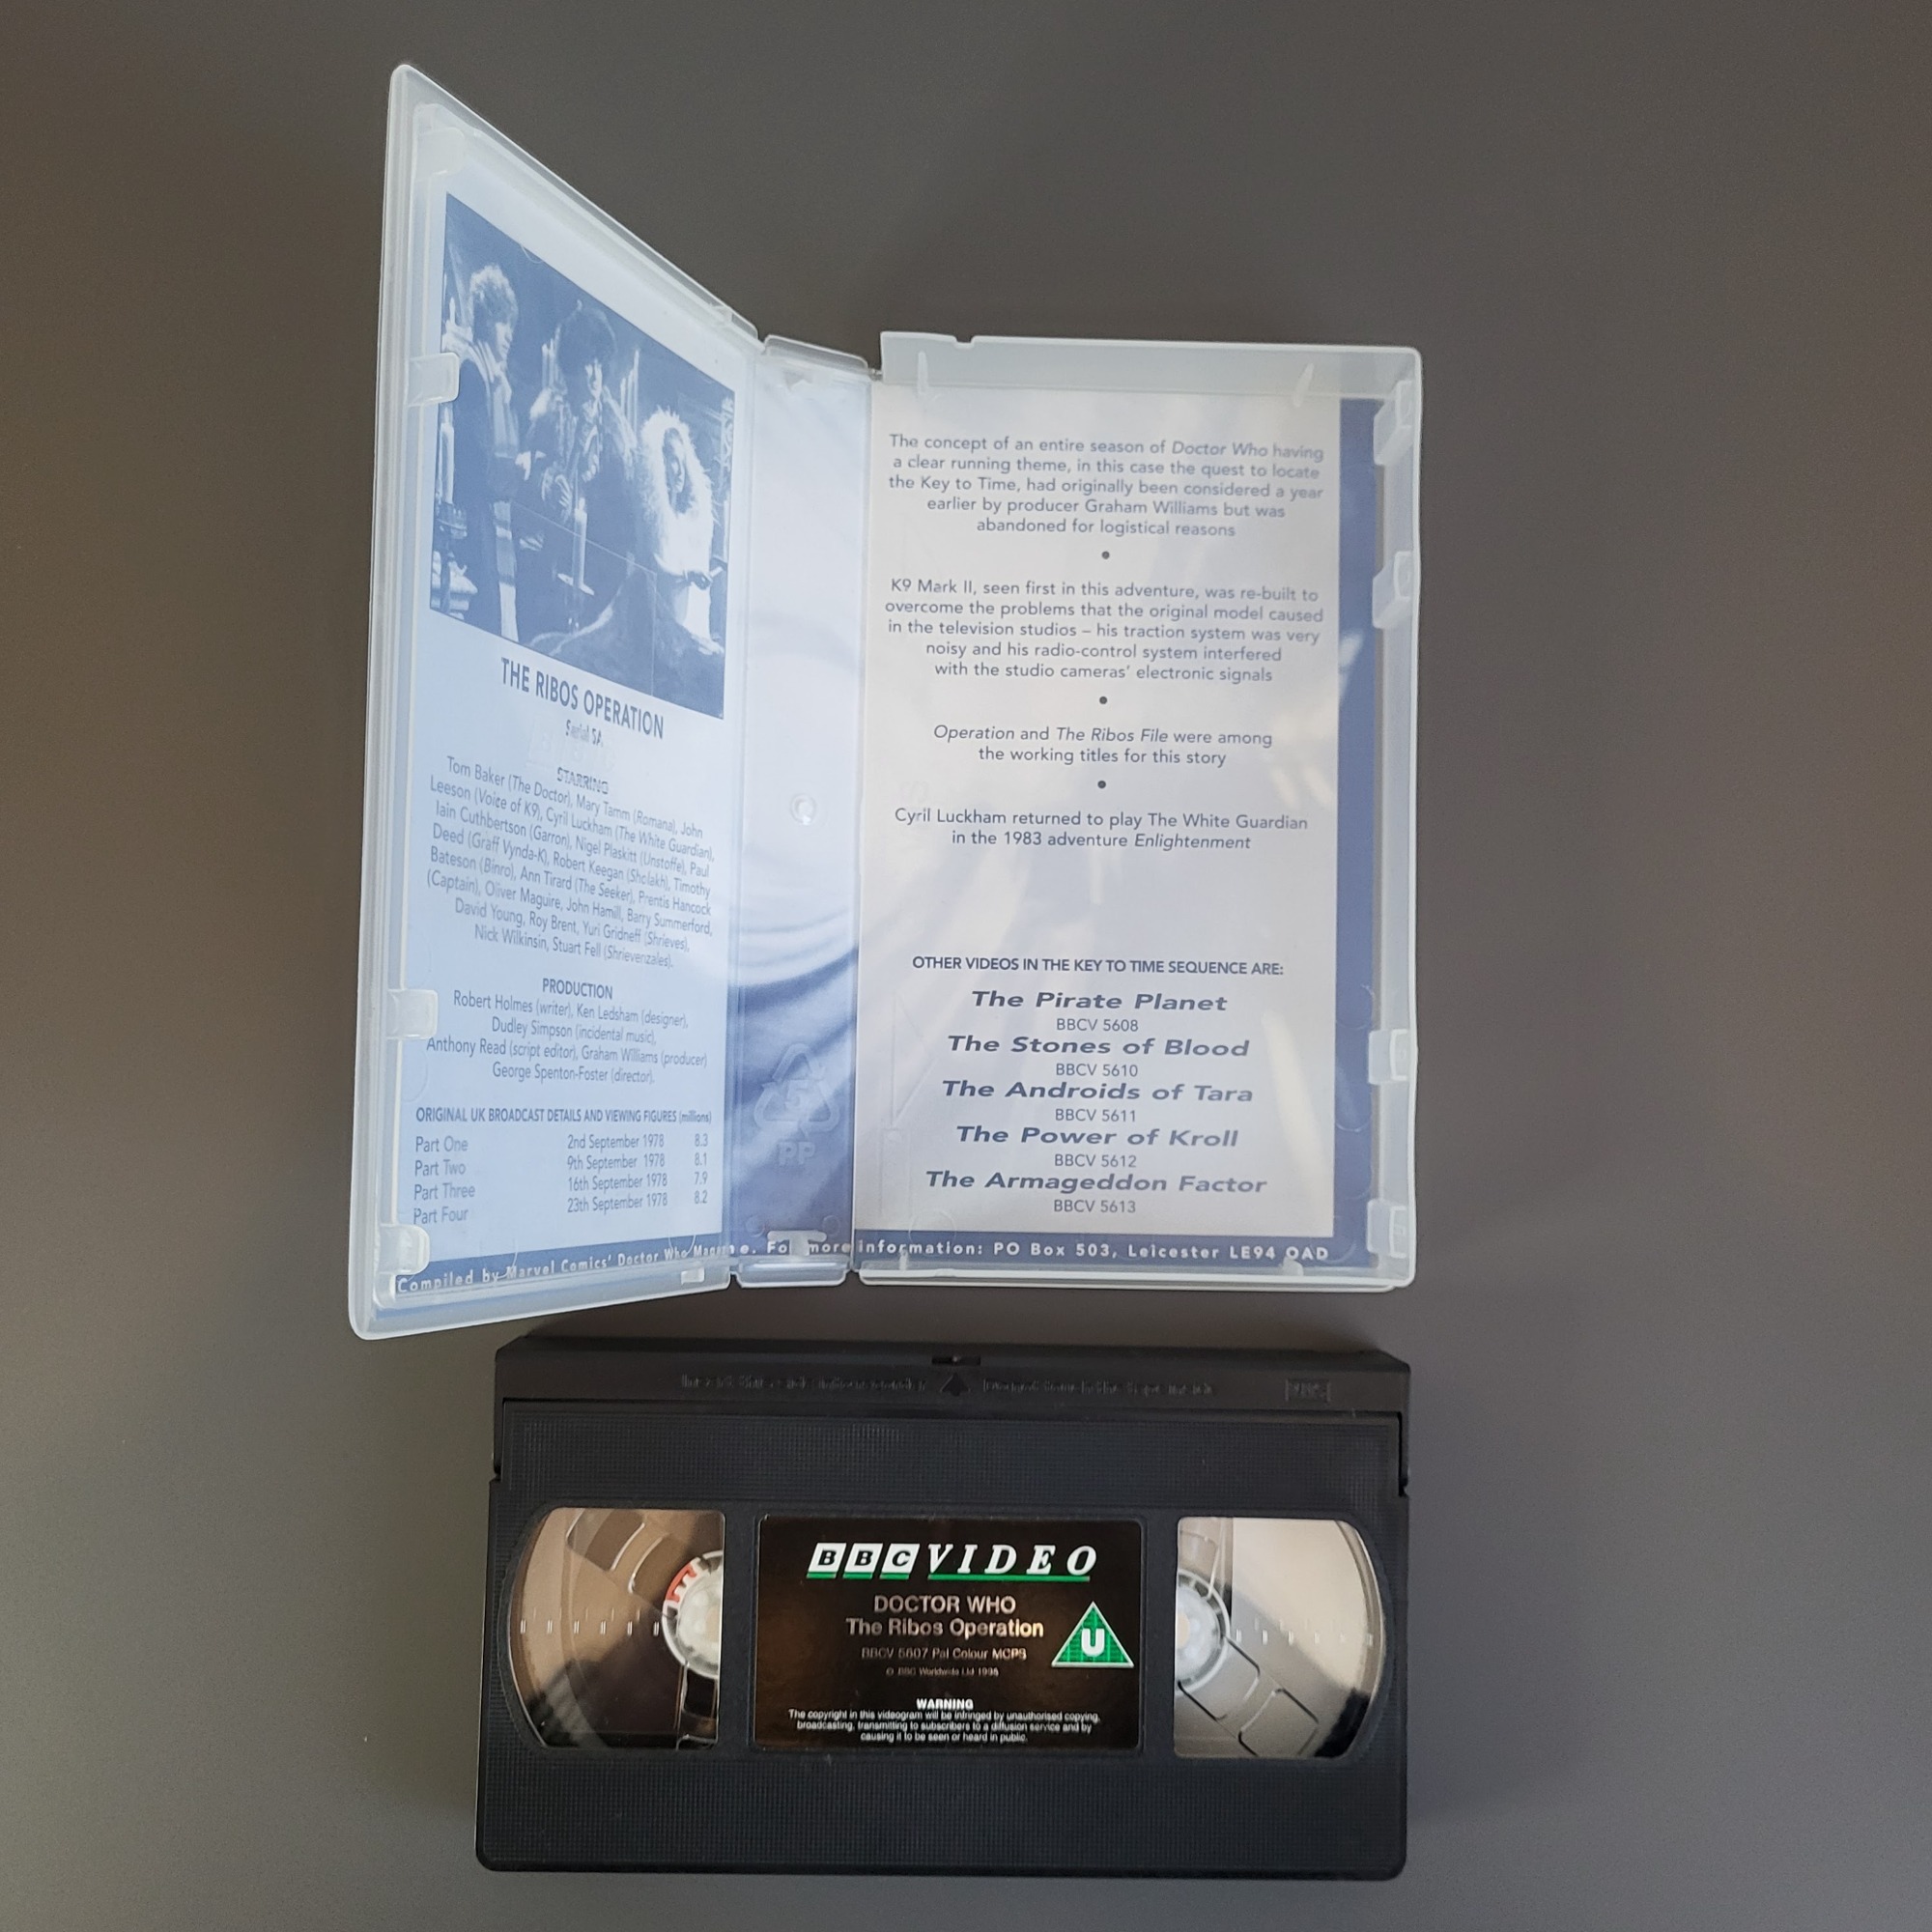 THE RIBOS OPERATION
Serial 5A
STARRING
Tom Baker (The Doctor), Mary Tamm (Romana), John
Leeson (Voice of K9), Cyril Luckham (The White Guardian),
Iain Cuthbertson (Garron), Nigel Plaskitt (Unstoffe), Paul
Deed (Graff Vynda-K), Robert Keegan (Sholakh), Timothy
Bateson (Binro), Ann Tirard (The Seeker), Prentis Hancock
(Captain), Oliver Maguire, John Hamill, Barry Summerford,
David Young, Roy Brent, Yuri Gridneff (Shrieves),
Nick Wilkinsin, Stuart Fell (Shrievenzales).
PRODUCTION
Robert Holmes (writer), Ken Ledsham (designer),
Dudley Simpson (incidental music),
Anthony Read (script editor), Graham Williams (producer)
George Spenton-Foster (director).
ORIGINAL UK BROADCAST DETAILS AND VIEWING FIGURES (millions)
Part One 2nd September 1978 8.3
Part Two 9th September 1978 8.1
Part Three 16th September 1978 7.9
Part Four 23th September 1978 8.2
The concept of an entire season of Doctor Who having
a clear running theme, in this case the quest to locate
the Key to Time, had originally been considered a year
earlier by producer Graham Williams but was
abandoned for logistical reasons
•
K9 Mark II, seen first in this adventure, was re-built to
overcome the problems that the original model caused
in the television studios – his traction system was very
noisy and his radio-control system interfered
with the studio cameras' electronic signals
•
Operation and The Ribos File were among
the working titles for this story
•
Cyril Luckham returned to play The White Guardian
in the 1983 adventure Enlightenment
OTHER VIDEOS IN THE KEY TO TIME SEQUENCE ARE:
The Pirate Planet
BBCV 5608
The Stones of Blood
BBCV 5610
The Androids of Tara
BBCV 5611
The Power of Kroll
BBCV 5612
The Armageddon Factor
BBCV 5613
Compiled by Marvel Comics' Doctor Who Magazine. For more information: PO Box 503, Leicester LE94 0AD
5
PP
VHS
BBC VIDEO
DOCTOR WHO
The Ribos Operation
BBCV 5607 Pal Colour MCPS
© BBC Worldwide Ltd 1995
U
WARNING
The copyright in this videogram will be infringed by unauthorised copying,
broadcasting, transmitting to subscribers to a diffusion service and by
causing it to be seen or heard in public.